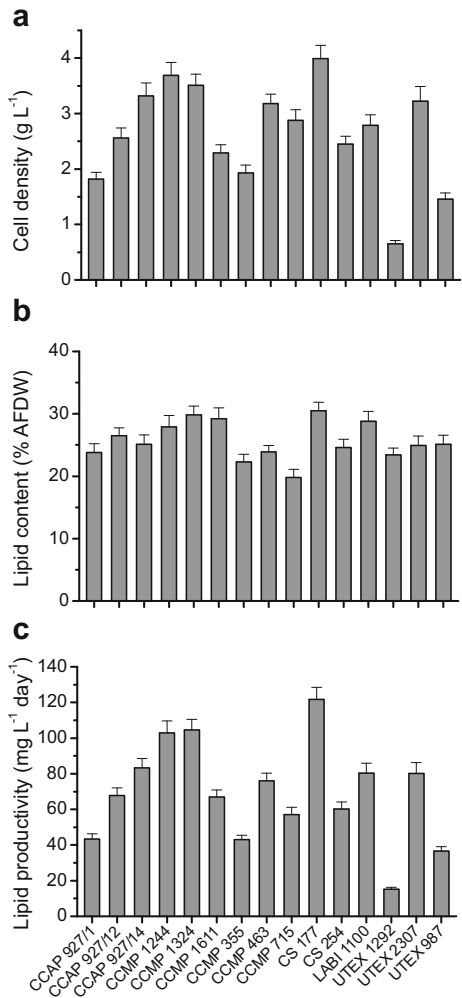 a
Cell density (g L⁻¹)
4
3
2
1
0
b
Lipid content (% AFDW)
40
30
20
10
0
c
Lipid productivity (mg L⁻¹ day⁻¹)
140
120
100
80
60
40
20
0
CCAP 927/1
CCAP 927/12
CCAP 927/14
CCMP 1244
CCMP 1324
CCMP 1611
CCMP 355
CCMP 463
CCMP 715
CS 177
CS 254
LABI 1100
UTEX 1292
UTEX 2307
UTEX 987